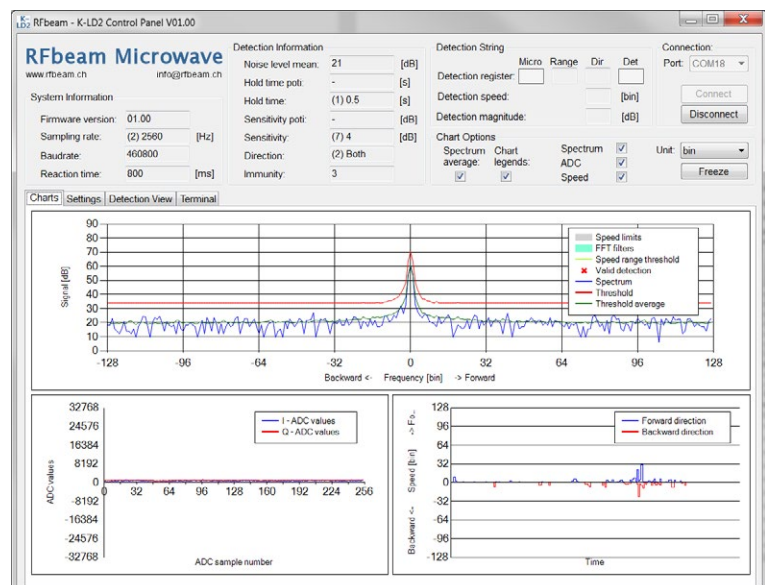 RFbeam - K-LD2 Control Panel V01.00
RFbeam Microwave
www.rfbeam.ch info@rfbeam.ch
System Information
Firmware version: 01.00
Sampling rate: (2) 2560 [Hz]
Baudrate: 460800
Reaction time: 800 [ms]
Detection Information
Noise level mean: 21 [dB]
Hold time poti: - [s]
Hold time: (1) 0.5 [s]
Sensitivity poti: - [dB]
Sensitivity: (7) 4 [dB]
Direction: (2) Both
Immunity: 3
Detection String
Micro Range Dir Det
Detection register:
Detection speed: [bin]
Detection magnitude: [dB]
Chart Options
Spectrum average:
Chart legends:
Spectrum
ADC
Speed
Connection:
Port: COM18
Connect
Disconnect
Unit: bin
Freeze
Charts Settings Detection View Terminal
90
80
70
60
50
40
30
20
10
0
Signal [dB]
-128 -96 -64 -32 0 32 64 96 128
Backward <- Frequency [bin] -> Forward
Speed limits
FFT filters
Speed range threshold
Valid detection
Spectrum
Threshold
Threshold average
32768
24576
16384
8192
0
-8192
-16384
-24576
-32768
ADC values
0 32 64 96 128 160 192 224 256
ADC sample number
I - ADC values
Q - ADC values
128
96
64
32
0
-32
-64
-96
-128
Backward <- Speed [bin] -> Fo..
Time
Forward direction
Backward direction